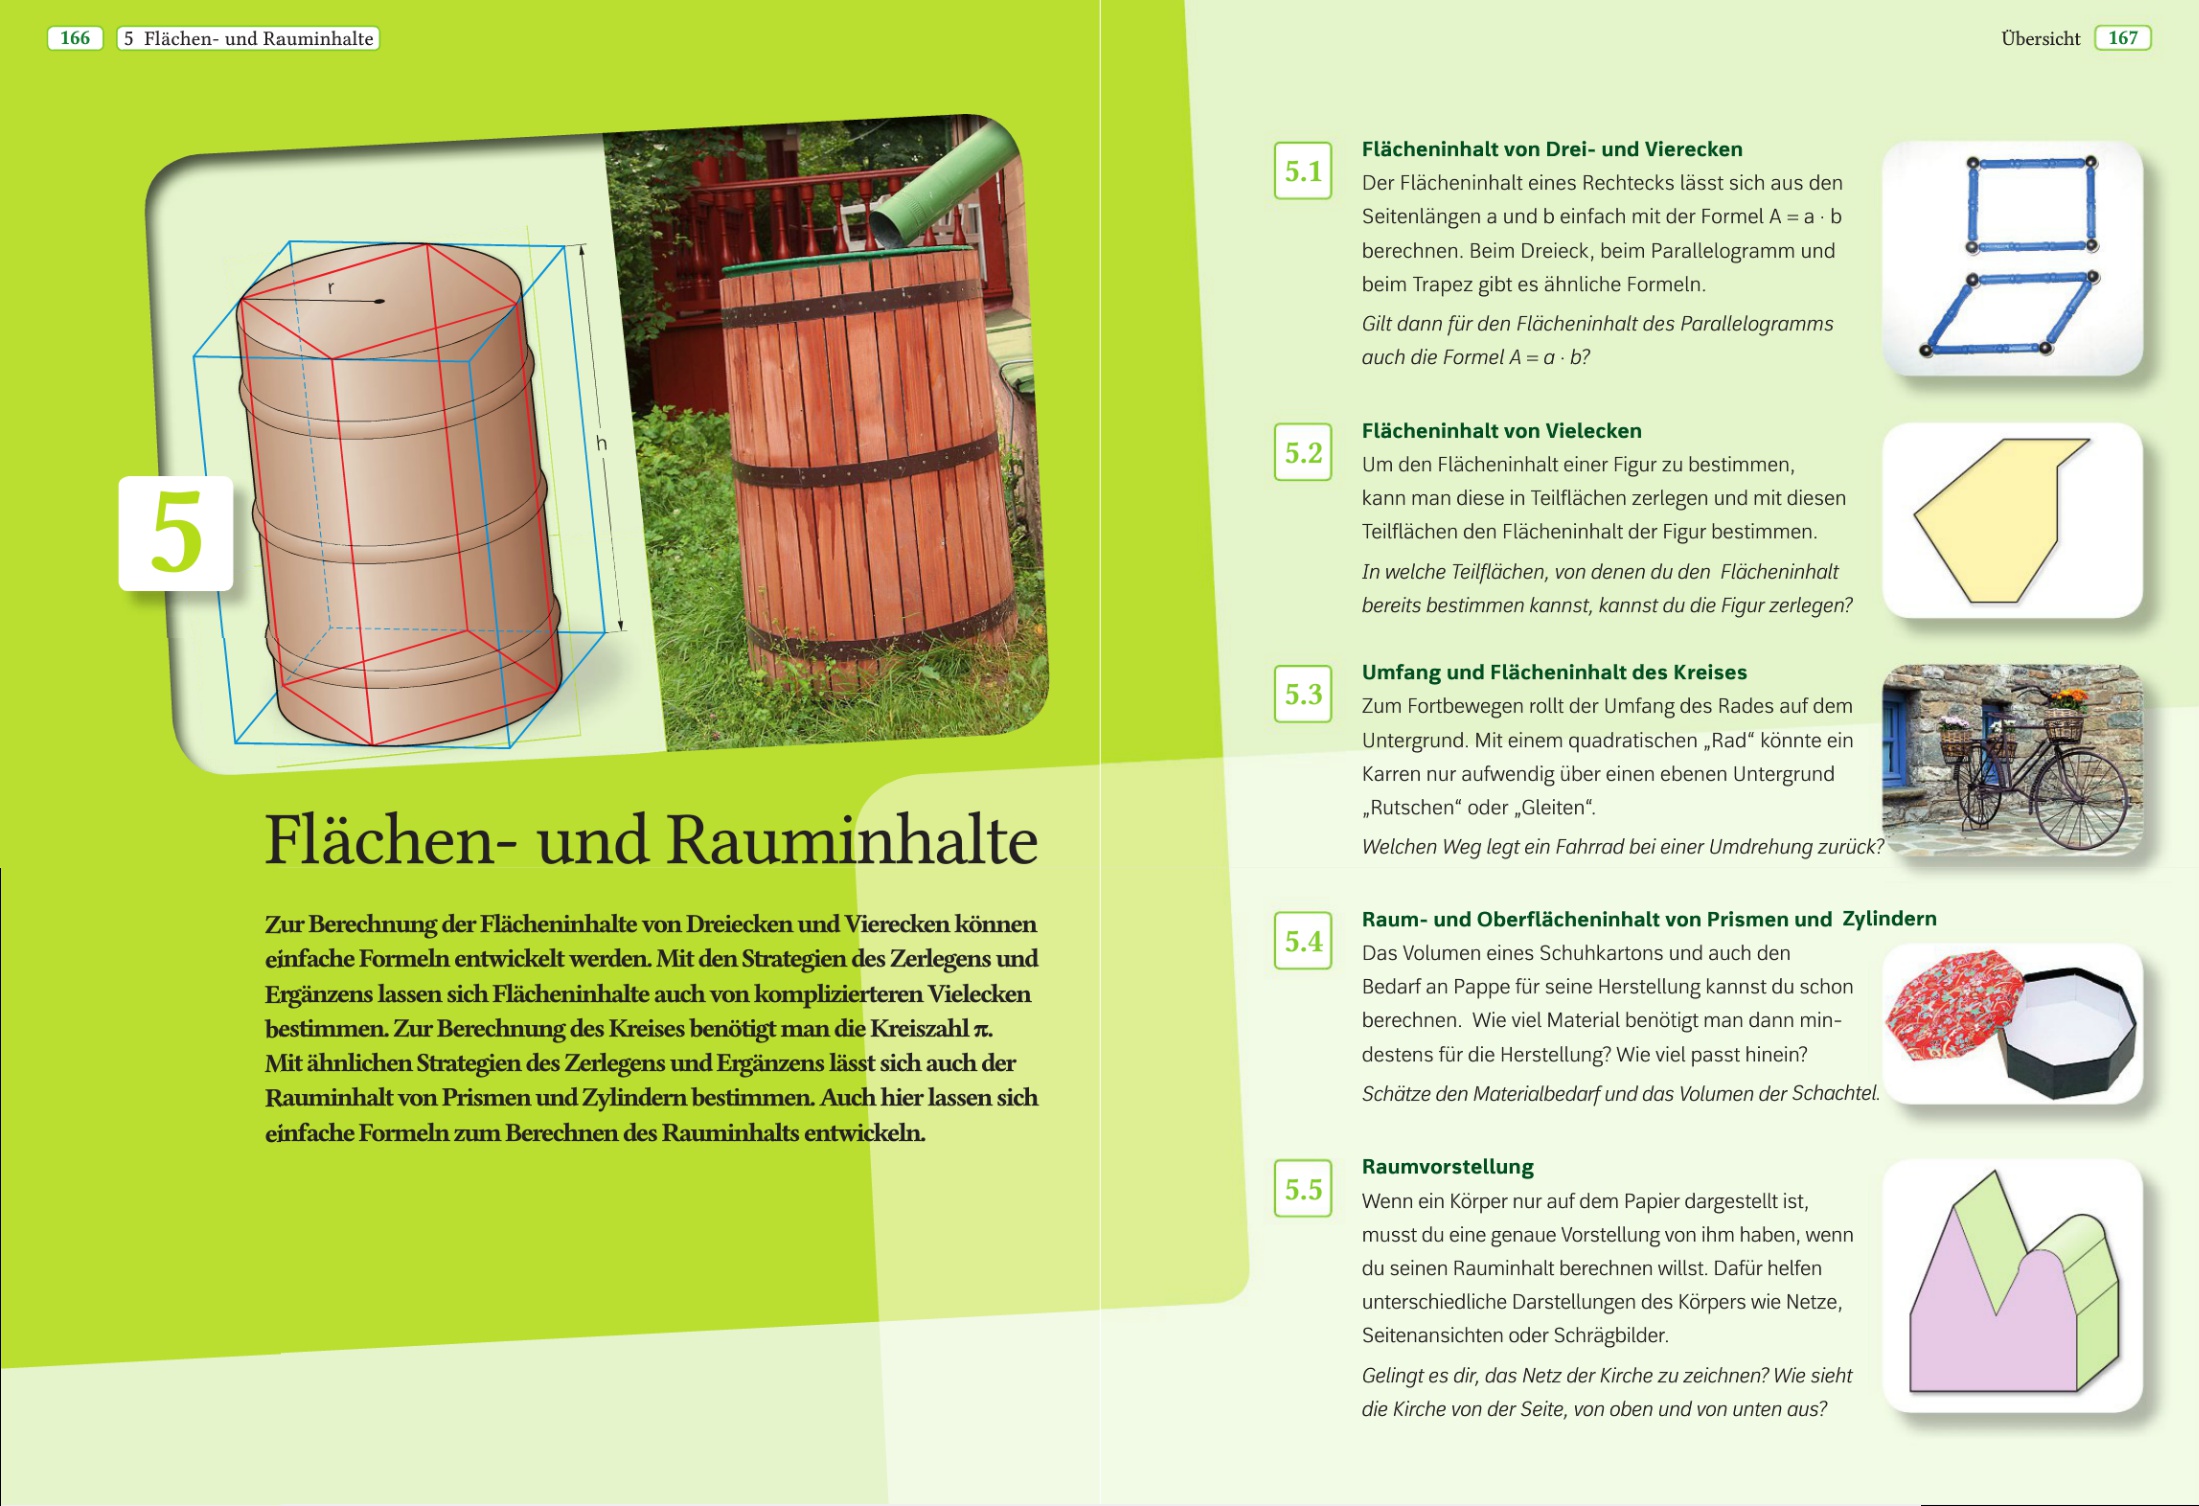 166
5 Flächen- und Rauminhalte
r
h
5
Flächen- und Rauminhalte
Zur Berechnung der Flächeninhalte von Dreiecken und Vierecken können
einfache Formeln entwickelt werden. Mit den Strategien des Zerlegens und
Ergänzens lassen sich Flächeninhalte auch von komplizierteren Vielecken
bestimmen. Zur Berechnung des Kreises benötigt man die Kreiszahl π.
Mit ähnlichen Strategien des Zerlegens und Ergänzens lässt sich auch der
Rauminhalt von Prismen und Zylindern bestimmen. Auch hier lassen sich
einfache Formeln zum Berechnen des Rauminhalts entwickeln.
Übersicht
167
5.1
Flächeninhalt von Drei- und Vierecken
Der Flächeninhalt eines Rechtecks lässt sich aus den
Seitenlängen a und b einfach mit der Formel A = a · b
berechnen. Beim Dreieck, beim Parallelogramm und
beim Trapez gibt es ähnliche Formeln.
Gilt dann für den Flächeninhalt des Parallelogramms
auch die Formel A = a · b?
5.2
Flächeninhalt von Vielecken
Um den Flächeninhalt einer Figur zu bestimmen,
kann man diese in Teilflächen zerlegen und mit diesen
Teilflächen den Flächeninhalt der Figur bestimmen.
In welche Teilflächen, von denen du den Flächeninhalt
bereits bestimmen kannst, kannst du die Figur zerlegen?
5.3
Umfang und Flächeninhalt des Kreises
Zum Fortbewegen rollt der Umfang des Rades auf dem
Untergrund. Mit einem quadratischen „Rad“ könnte ein
Karren nur aufwendig über einen ebenen Untergrund
„Rutschen“ oder „Gleiten“.
Welchen Weg legt ein Fahrrad bei einer Umdrehung zurück?
5.4
Raum- und Oberflächeninhalt von Prismen und Zylindern
Das Volumen eines Schuhkartons und auch den
Bedarf an Pappe für seine Herstellung kannst du schon
berechnen. Wie viel Material benötigt man dann min-
destens für die Herstellung? Wie viel passt hinein?
Schätze den Materialbedarf und das Volumen der Schachtel.
5.5
Raumvorstellung
Wenn ein Körper nur auf dem Papier dargestellt ist,
musst du eine genaue Vorstellung von ihm haben, wenn
du seinen Rauminhalt berechnen willst. Dafür helfen
unterschiedliche Darstellungen des Körpers wie Netze,
Seitenansichten oder Schrägbilder.
Gelingt es dir, das Netz der Kirche zu zeichnen? Wie sieht
die Kirche von der Seite, von oben und von unten aus?